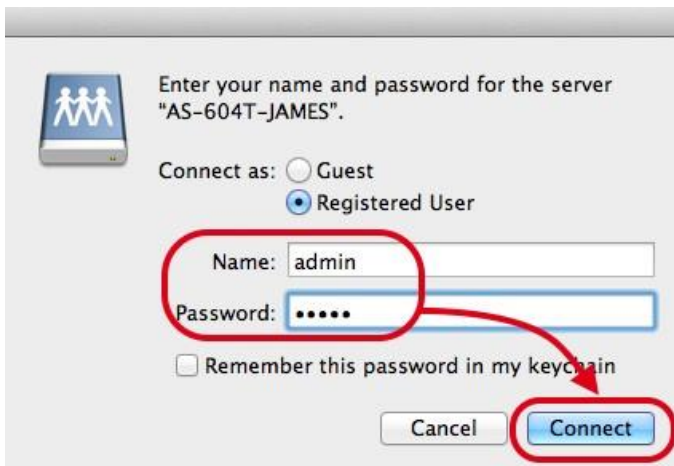 Enter your name and password for the server
“AS-604T-JAMES”.
Connect as: Guest
Registered User
Name: admin
Password: •••••
Remember this password in my keychain
Cancel Connect